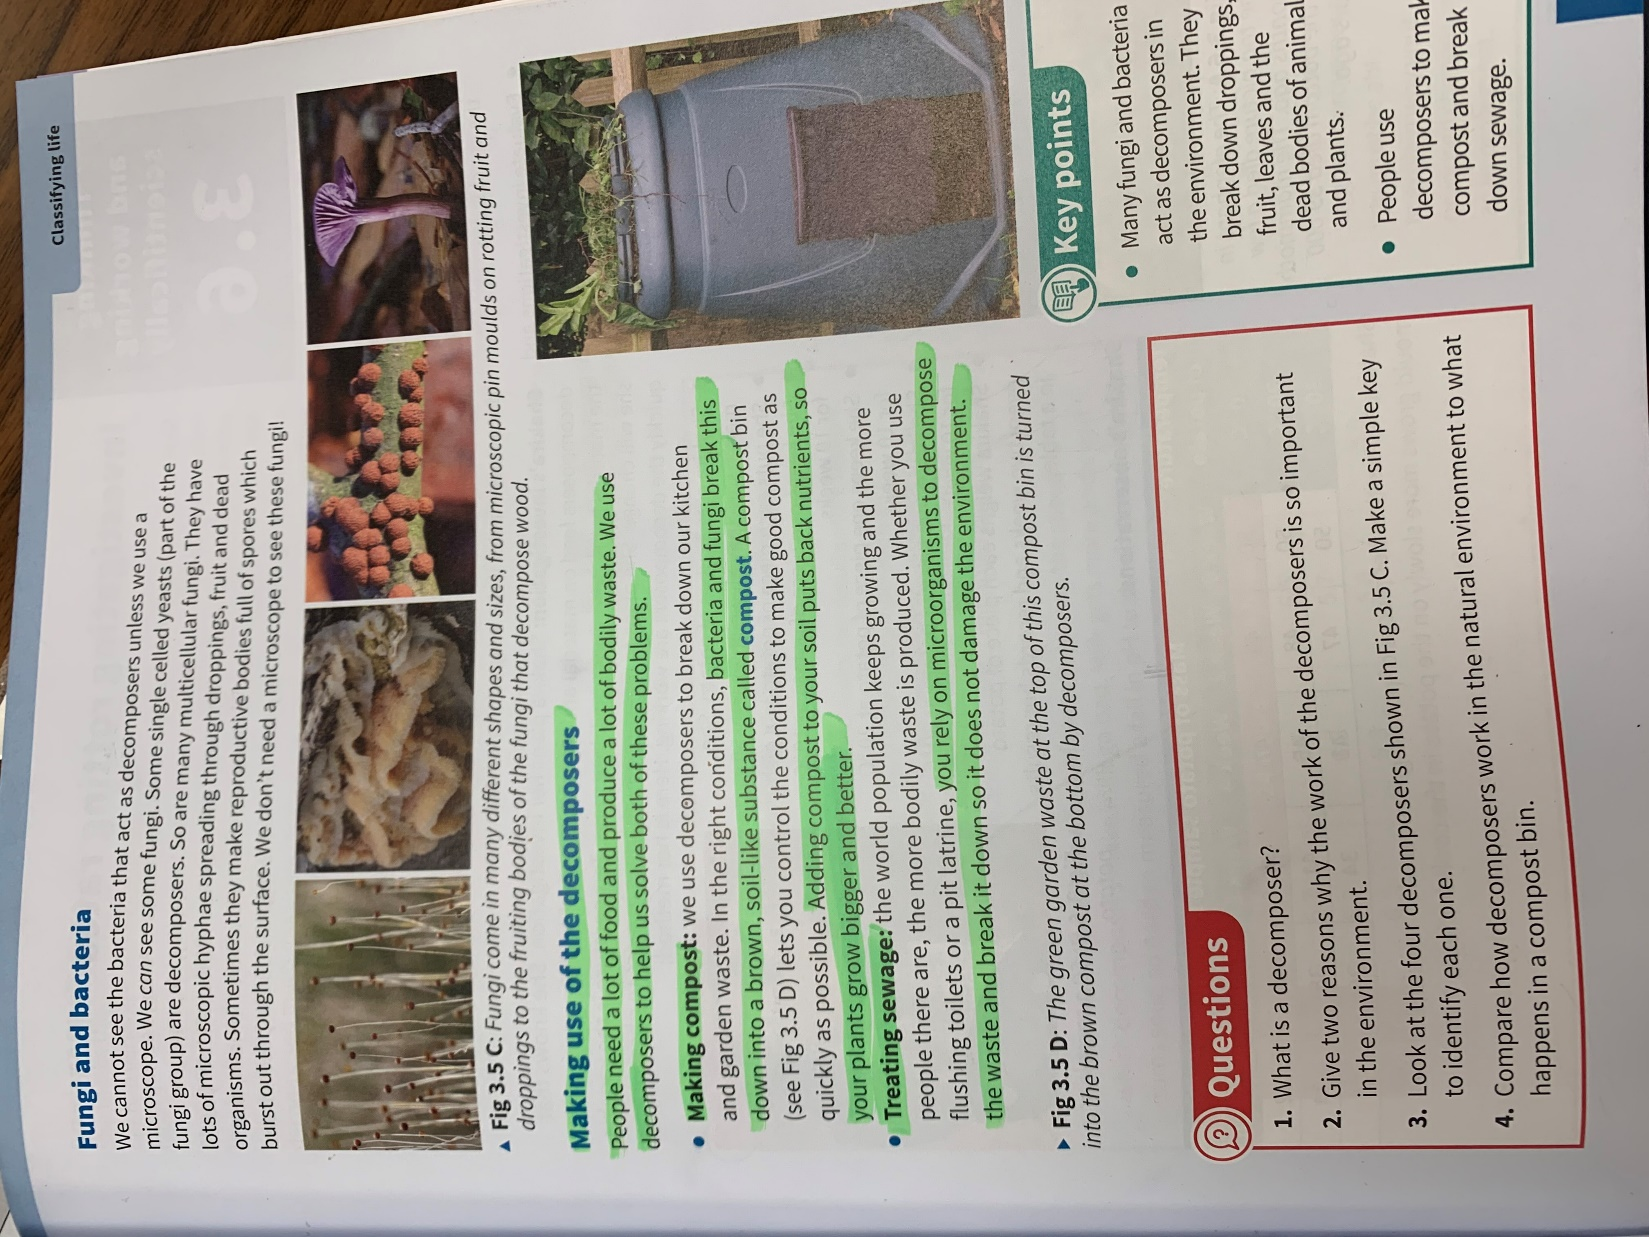 Classifying life
Fungi and bacteria
We cannot see the bacteria that act as decomposers unless we use a
microscope. We can see some fungi. Some single celled yeasts (part of the
fungi group) are decomposers. So are many multicellular fungi. They have
lots of microscopic hyphae spreading through droppings, fruit and dead
organisms. Sometimes they make reproductive bodies full of spores which
burst out through the surface. We don't need a microscope to see these fungi!
▲ Fig 3.5 C: Fungi come in many different shapes and sizes, from microscopic pin moulds on rotting fruit and
droppings to the fruiting bodies of the fungi that decompose wood.
Making use of the decomposers
People need a lot of food and produce a lot of bodily waste. We use
decomposers to help us solve both of these problems.
• Making compost: we use decomposers to break down our kitchen
and garden waste. In the right conditions, bacteria and fungi break this
down into a brown, soil-like substance called compost. A compost bin
(see Fig 3.5 D) lets you control the conditions to make good compost as
quickly as possible. Adding compost to your soil puts back nutrients, so
your plants grow bigger and better.
• Treating sewage: the world population keeps growing and the more
people there are, the more bodily waste is produced. Whether you use
flushing toilets or a pit latrine, you rely on microorganisms to decompose
the waste and break it down so it does not damage the environment.
▶ Fig 3.5 D: The green garden waste at the top of this compost bin is turned
into the brown compost at the bottom by decomposers.
Questions
1. What is a decomposer?
2. Give two reasons why the work of the decomposers is so important
in the environment.
3. Look at the four decomposers shown in Fig 3.5 C. Make a simple key
to identify each one.
4. Compare how decomposers work in the natural environment to what
happens in a compost bin.
Key points
• Many fungi and bacteria
act as decomposers in
the environment. They
break down droppings,
fruit, leaves and the
dead bodies of animal
and plants.
• People use
decomposers to mak
compost and break
down sewage.